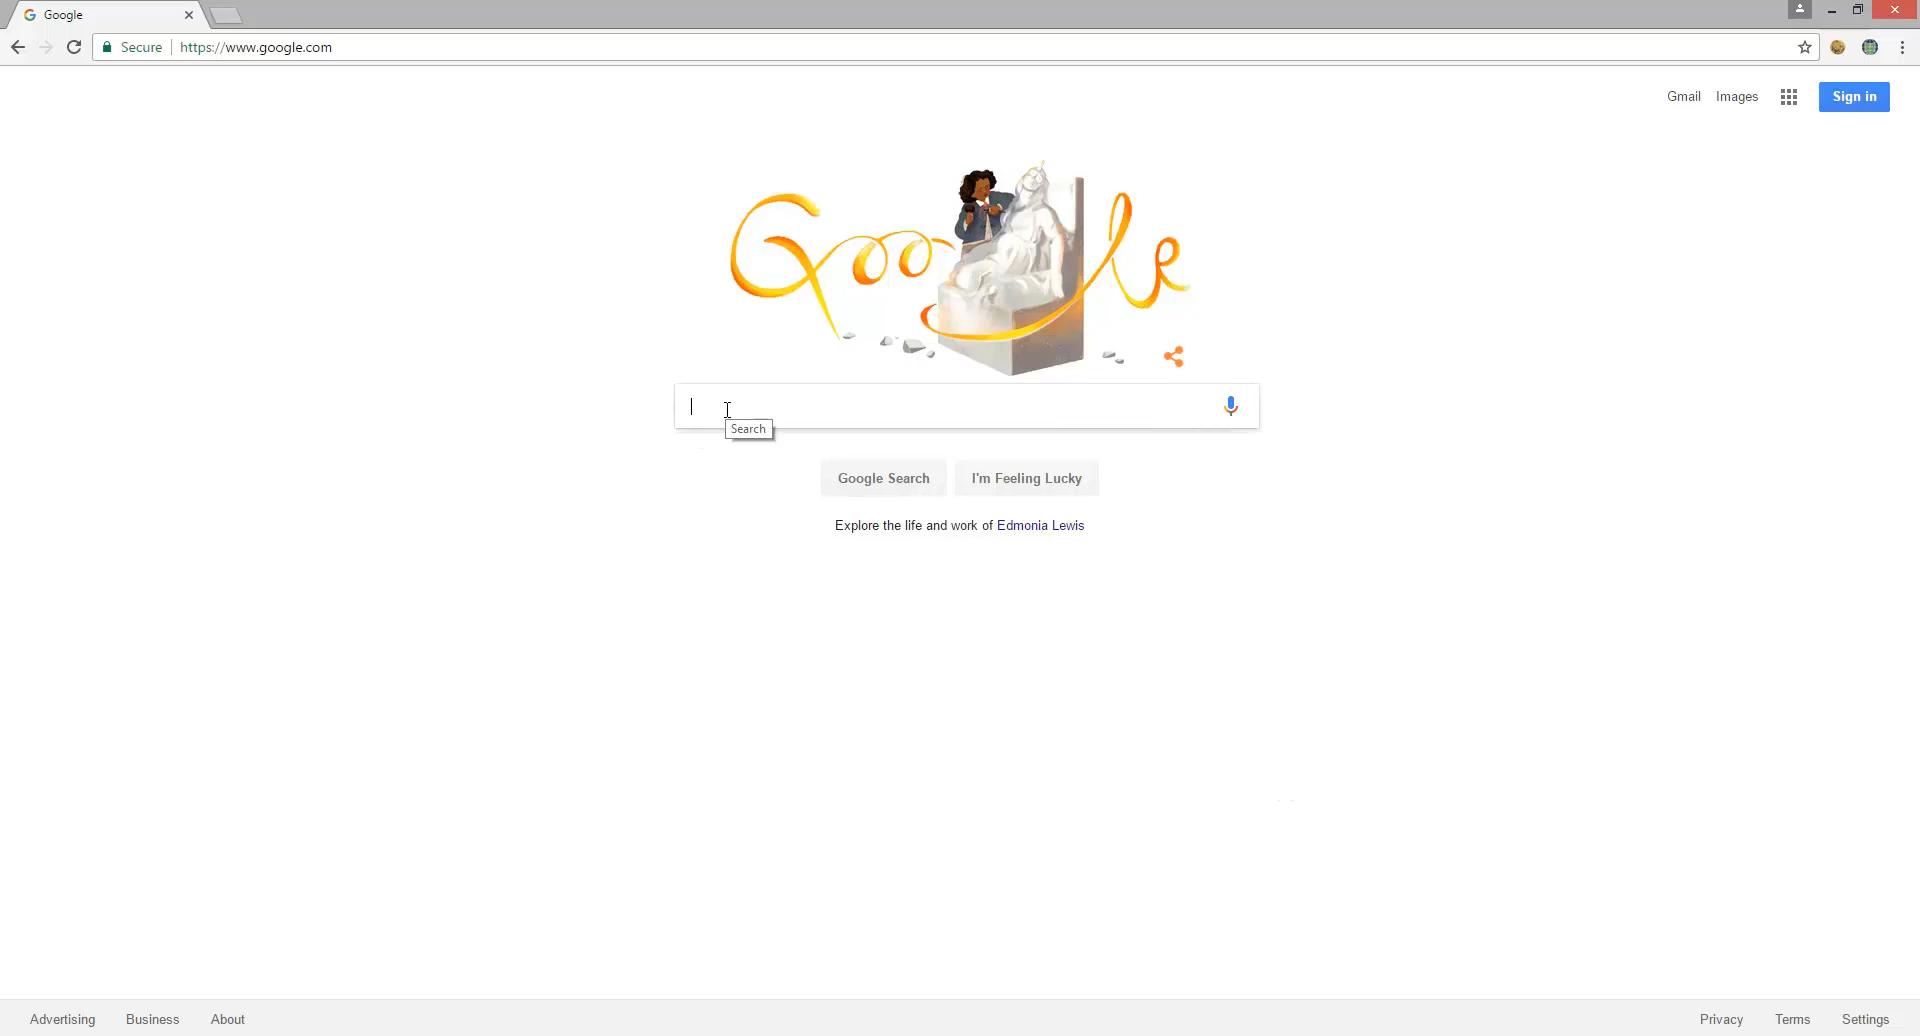 Google
Secure https://www.google.com
Gmail Images Sign in
Google
Search
Google Search I'm Feeling Lucky
Explore the life and work of Edmonia Lewis
Advertising Business About Privacy Terms Settings